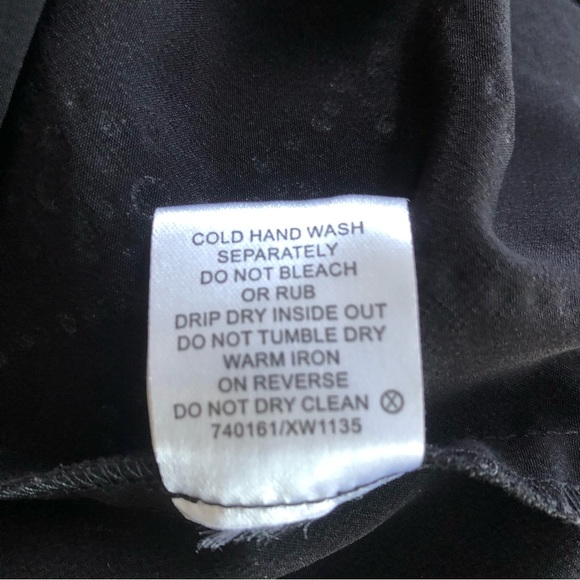 COLD HAND WASH
SEPARATELY
DO NOT BLEACH
OR RUB
DRIP DRY INSIDE OUT
DO NOT TUMBLE DRY
WARM IRON
ON REVERSE
DO NOT DRY CLEAN Ⓧ
740161/XW1135